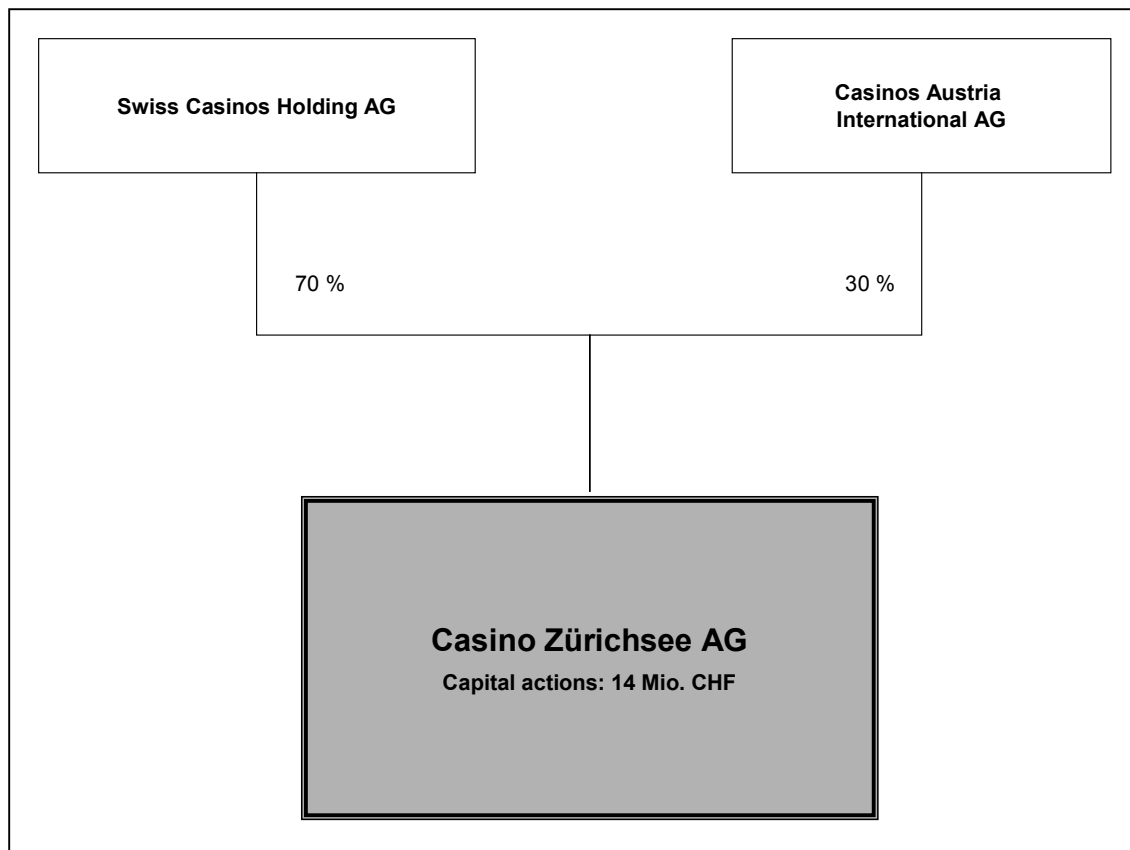 Swiss Casinos Holding AG
Casinos Austria
International AG
70 %
30 %
Casino Zürichsee AG
Capital actions: 14 Mio. CHF